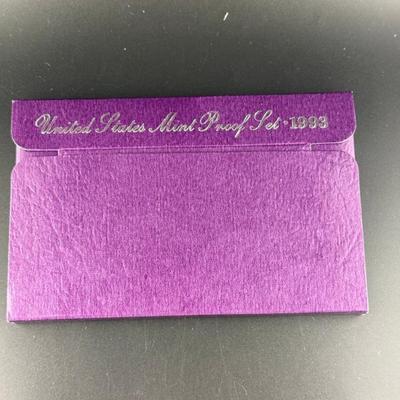 United States Mint Proof Set • 1993